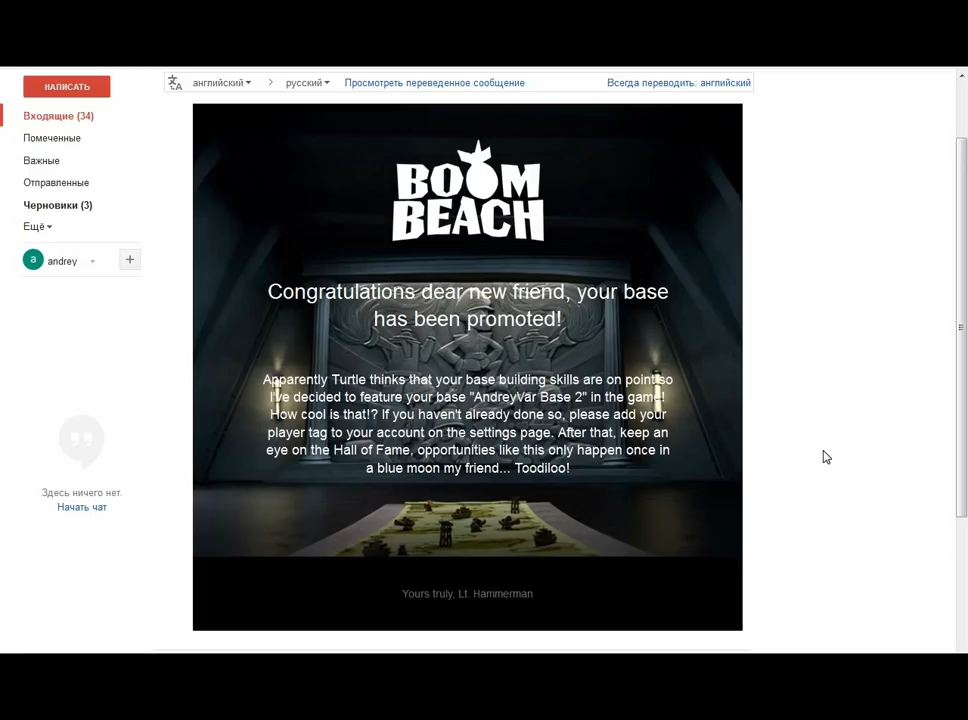 НАПИСАТЬ
Входящие (34)
Помеченные
Важные
Отправленные
Черновики (3)
Ещё
a andrey +
Здесь ничего нет.
Начать чат
английский > русский Просмотреть переведенное сообщение Всегда переводить: английский
BOOM
BEACH
Congratulations dear new friend, your base
has been promoted!
Apparently Turtle thinks that your base building skills are on point so
I've decided to feature your base "AndreyVar Base 2" in the game!
How cool is that!? If you haven't already done so, please add your
player tag to your account on the settings page. After that, keep an
eye on the Hall of Fame, opportunities like this only happen once in
a blue moon my friend... Toodiloo!
Yours truly, Lt. Hammerman